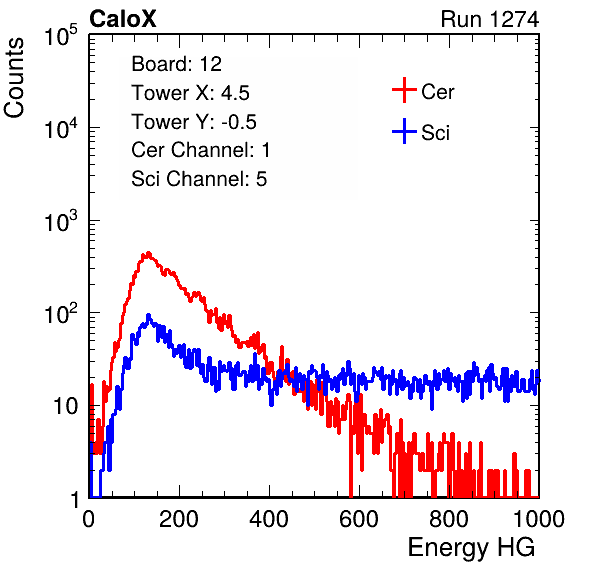 CaloX Run 1274
Counts
10^5
10^4
10^3
10^2
10
1
Board: 12
Tower X: 4.5
Tower Y: -0.5
Cer Channel: 1
Sci Channel: 5
Cer
Sci
0 200 400 600 800 1000
Energy HG